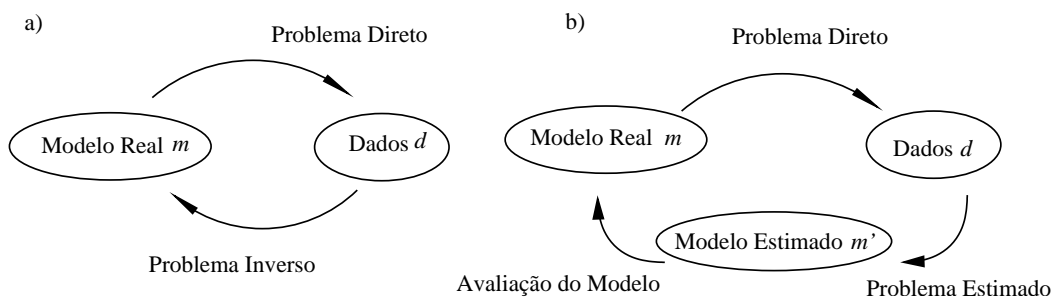 a)
Problema Direto
Modelo Real m
Dados d
Problema Inverso
b)
Problema Direto
Modelo Real m
Dados d
Modelo Estimado m’
Avaliação do Modelo
Problema Estimado